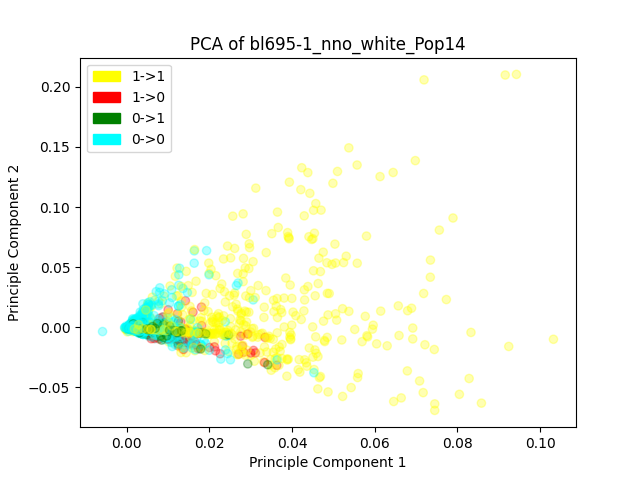 PCA of bl695-1_nno_white_Pop14
1->1
1->0
0->1
0->0
0.20
0.15
0.10
0.05
0.00
−0.05
Principle Component 2
0.00 0.02 0.04 0.06 0.08 0.10
Principle Component 1